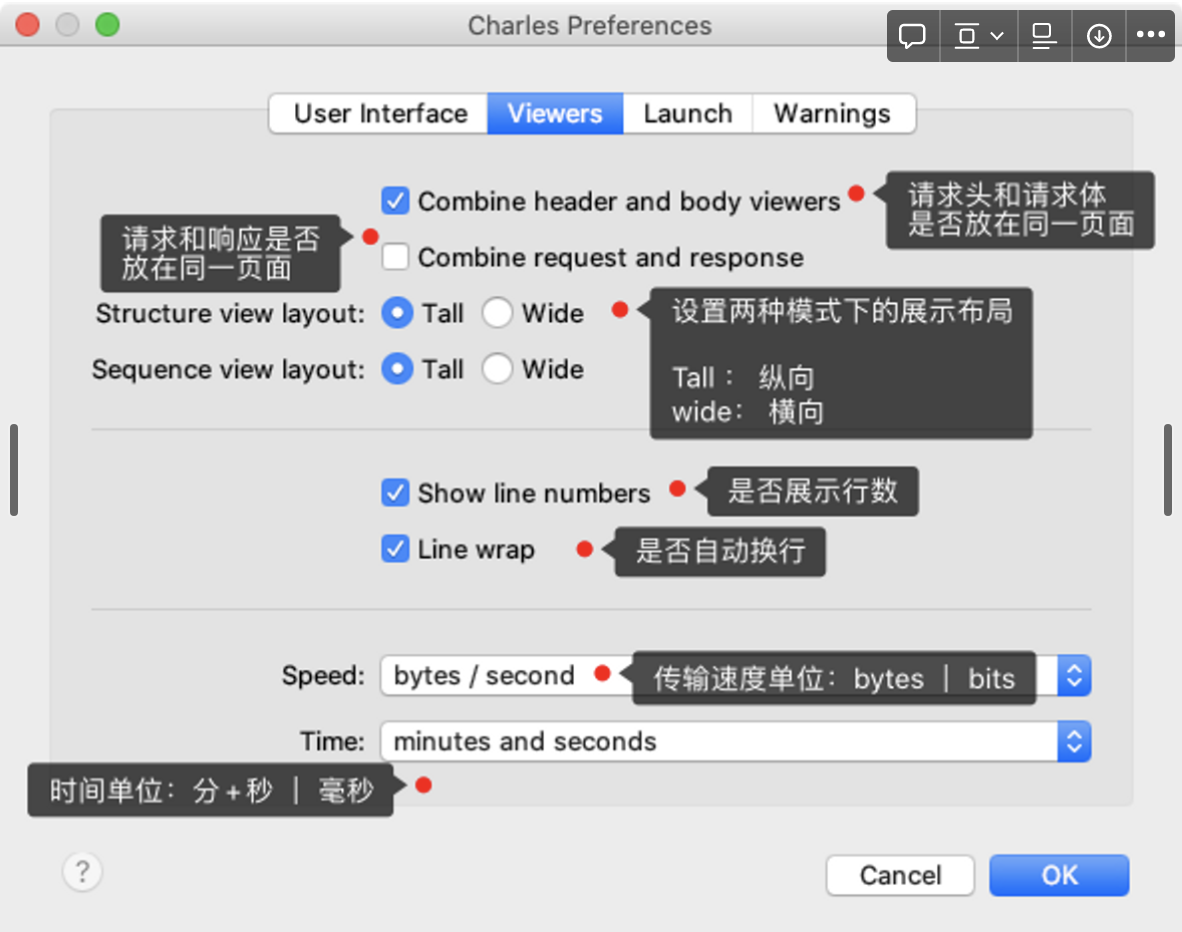 Charles Preferences
User Interface Viewers Launch Warnings
Combine header and body viewers
请求头和请求体
是否放在同一页面
请求和响应是否
放在同一页面
Combine request and response
Structure view layout: Tall Wide
设置两种模式下的展示布局
Sequence view layout: Tall Wide
Tall： 纵向
wide： 横向
Show line numbers
是否展示行数
Line wrap
是否自动换行
Speed: bytes / second
传输速度单位：bytes | bits
Time: minutes and seconds
时间单位：分+秒 | 毫秒
?
Cancel OK